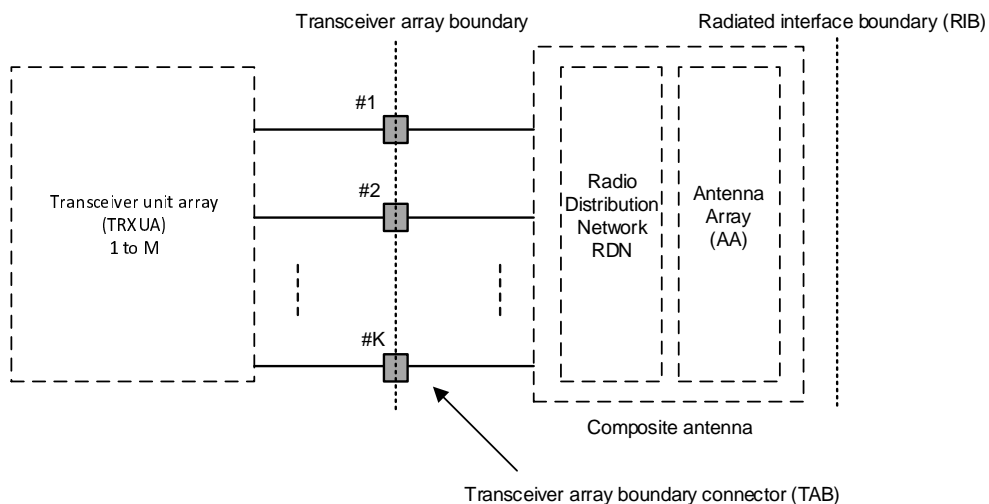 Transceiver array boundary
Radiated interface boundary (RIB)
#1
#2
#K
Transceiver unit array
(TRXUA)
1 to M
Radio
Distribution
Network
RDN
Antenna
Array
(AA)
Composite antenna
Transceiver array boundary connector (TAB)